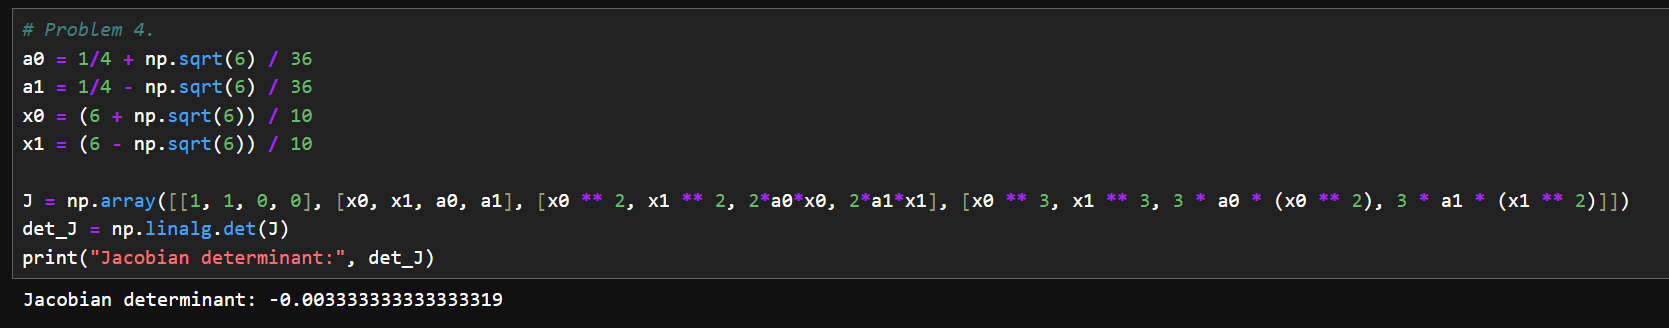 # Problem 4.
a0 = 1/4 + np.sqrt(6) / 36
a1 = 1/4 - np.sqrt(6) / 36
x0 = (6 + np.sqrt(6)) / 10
x1 = (6 - np.sqrt(6)) / 10
J = np.array([[1, 1, 0, 0], [x0, x1, a0, a1], [x0 ** 2, x1 ** 2, 2*a0*x0, 2*a1*x1], [x0 ** 3, x1 ** 3, 3 * a0 * (x0 ** 2), 3 * a1 * (x1 ** 2)]])
det_J = np.linalg.det(J)
print("Jacobian determinant:", det_J)
Jacobian determinant: -0.003333333333333319